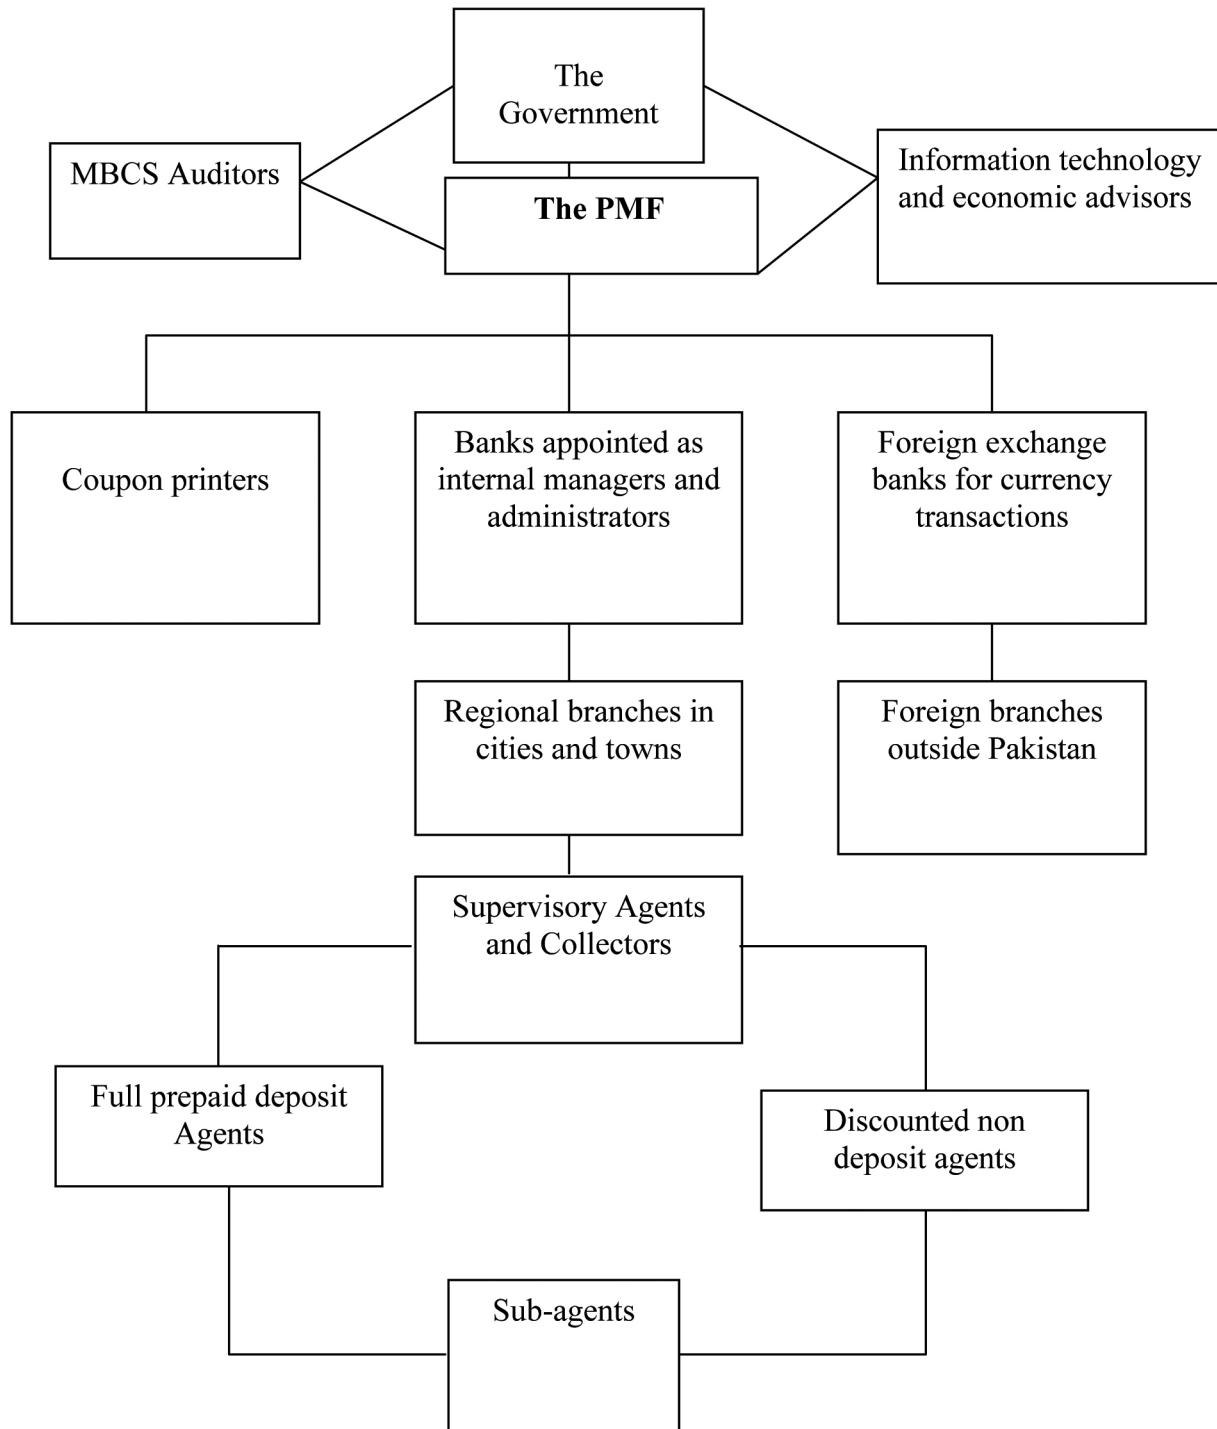 The
Government
MBCS Auditors
Information technology
and economic advisors
The PMF
Coupon printers
Banks appointed as
internal managers and
administrators
Foreign exchange
banks for currency
transactions
Regional branches in
cities and towns
Foreign branches
outside Pakistan
Supervisory Agents
and Collectors
Full prepaid deposit
Agents
Discounted non
deposit agents
Sub-agents